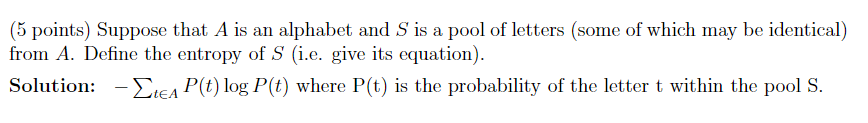 (5 points) Suppose that A is an alphabet and S is a pool of letters (some of which may be identical)
from A. Define the entropy of S (i.e. give its equation).
Solution: − ∑t∈A P(t) log P(t) where P(t) is the probability of the letter t within the pool S.